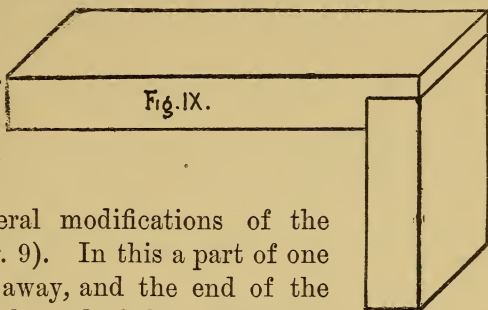 Fig. IX.
eral modifications of the
. 9). In this a part of one
away, and the end of the